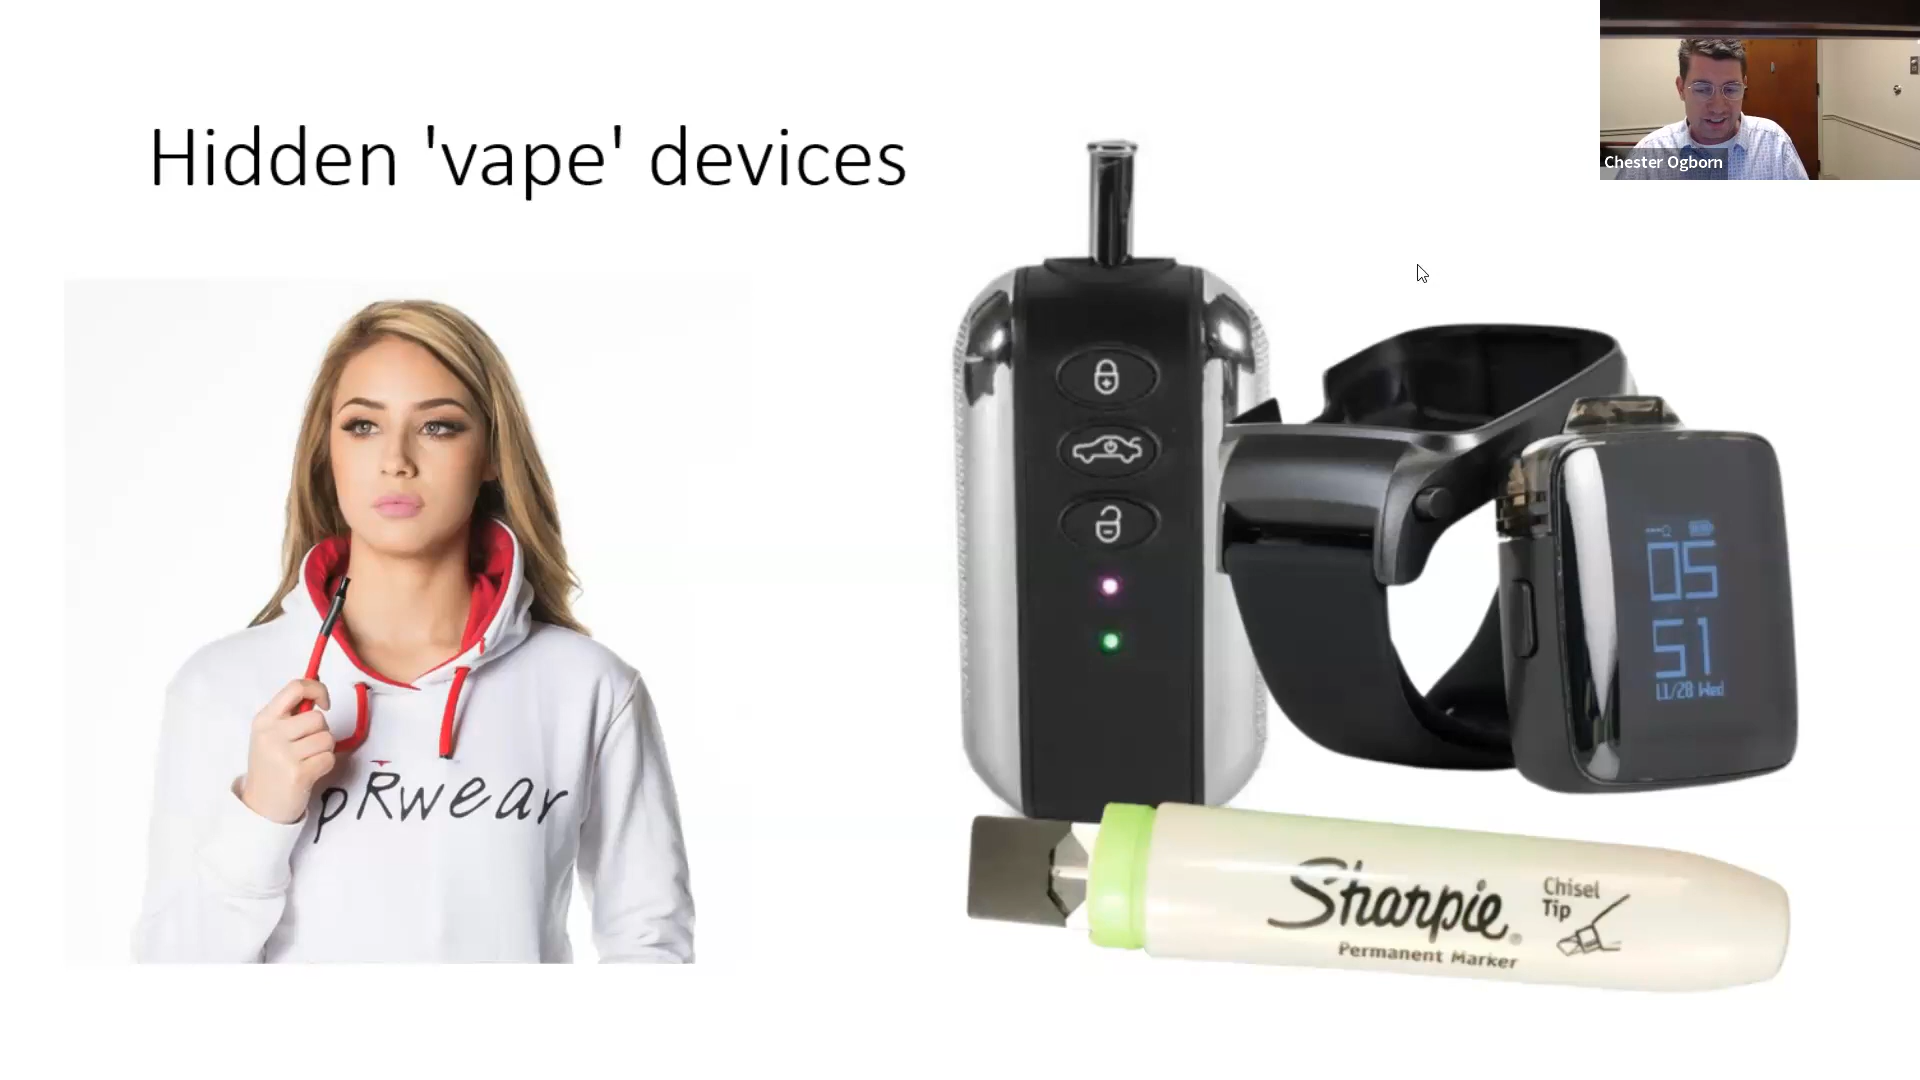 Hidden 'vape' devices
Chester Ogborn
pRwear
05
51
11/28 Wed
Sharpie®
Permanent Marker
Chisel
Tip